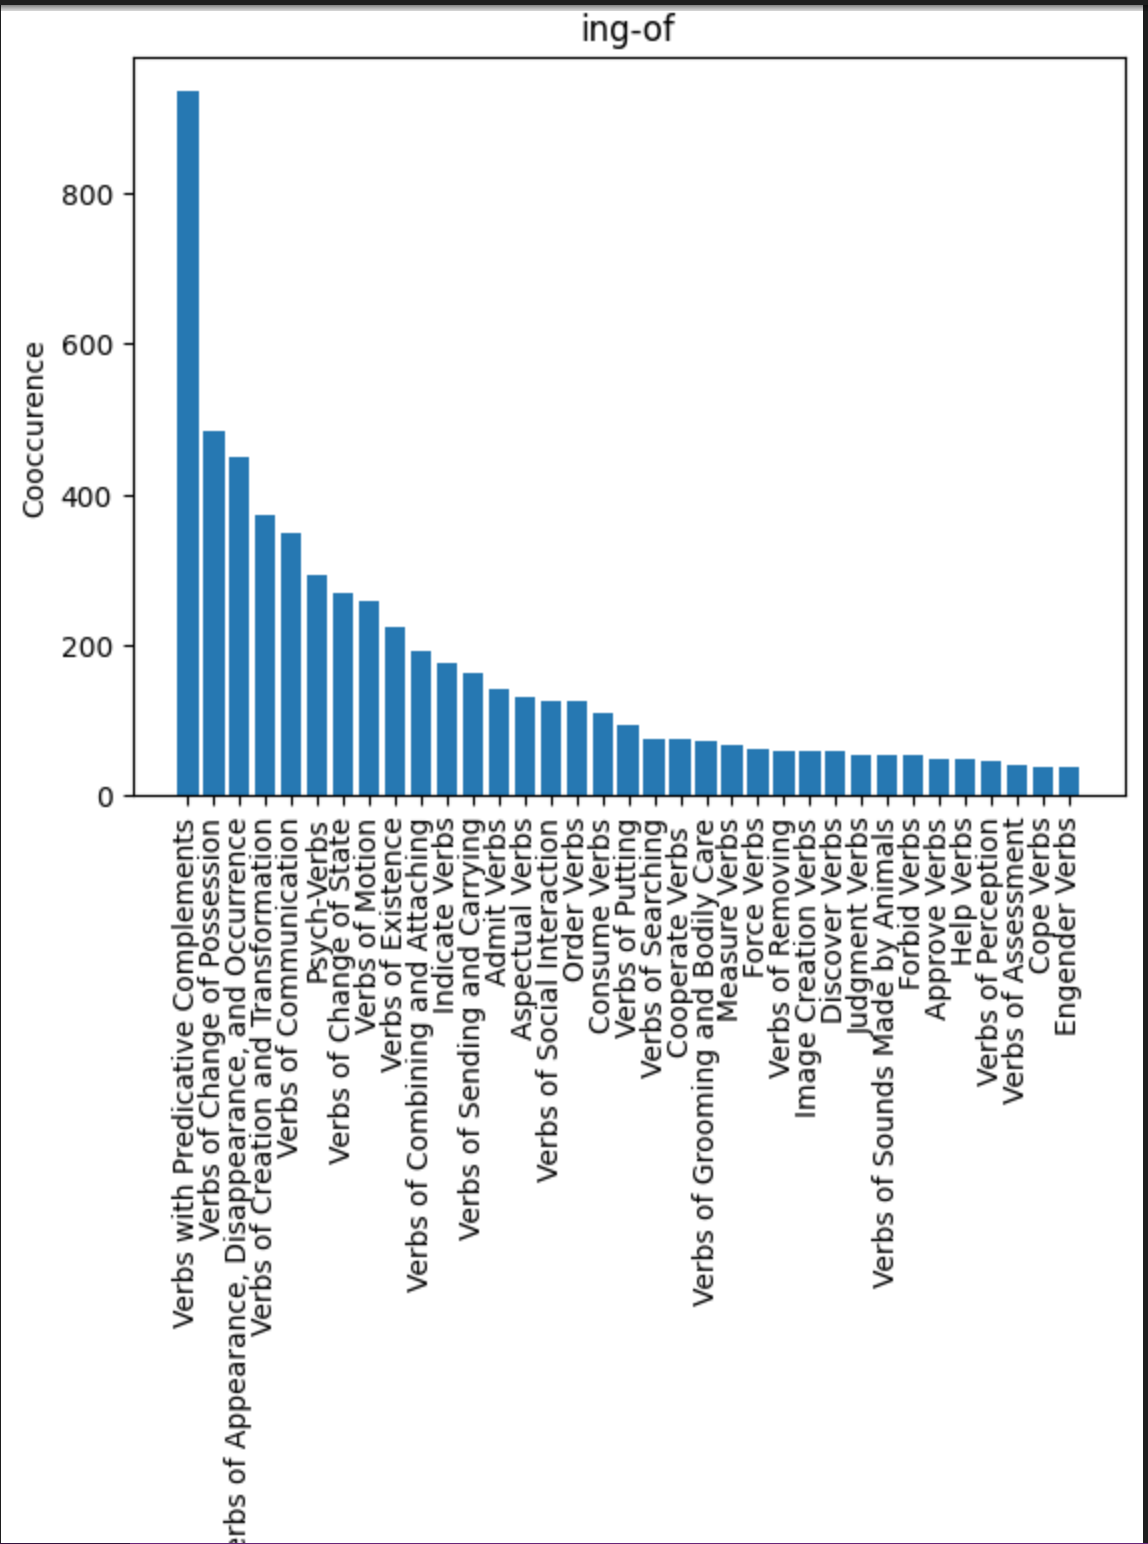 ing-of
Cooccurence
800
600
400
200
0
Verbs with Predicative Complements
Verbs of Change of Possession
erbs of Appearance, Disappearance, and Occurrence
Verbs of Creation and Transformation
Verbs of Communication
Psych-Verbs
Verbs of Change of State
Verbs of Motion
Verbs of Existence
Verbs of Combining and Attaching
Indicate Verbs
Verbs of Sending and Carrying
Admit Verbs
Aspectual Verbs
Verbs of Social Interaction
Order Verbs
Consume Verbs
Verbs of Putting
Verbs of Searching
Cooperate Verbs
Verbs of Grooming and Bodily Care
Measure Verbs
Force Verbs
Verbs of Removing
Image Creation Verbs
Discover Verbs
Judgment Verbs
Verbs of Sounds Made by Animals
Forbid Verbs
Approve Verbs
Help Verbs
Verbs of Perception
Verbs of Assessment
Cope Verbs
Engender Verbs